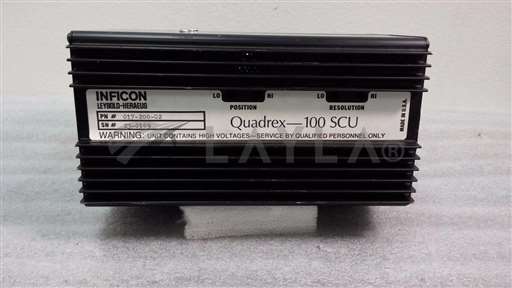 INFICON
LEYBOLD-HERAEUS
PN # 017-200-G2
SN #
LO HI
POSITION
LO HI
RESOLUTION
Quadrex—100 SCU
MADE IN U.S.A.
WARNING: UNIT CONTAINS HIGH VOLTAGES—SERVICE BY QUALIFIED PERSONNEL ONLY
LAYLA